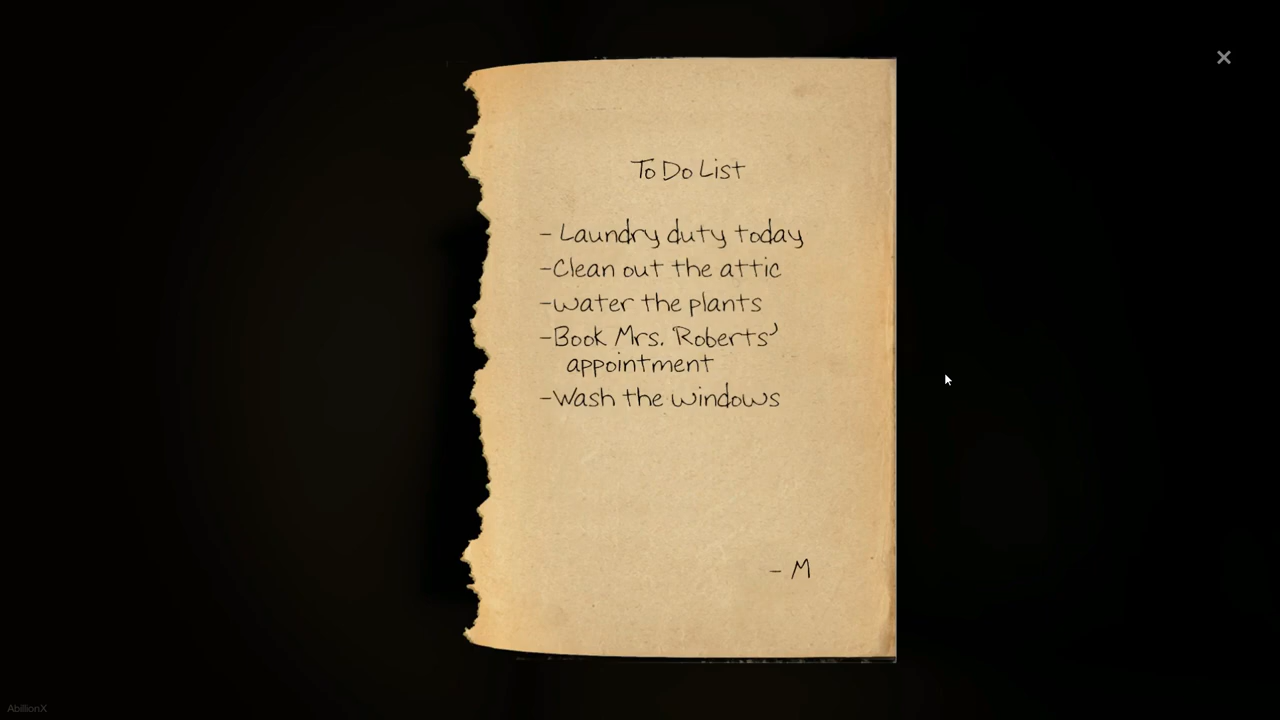 To Do List
- Laundry duty today
-Clean out the attic
-water the plants
-Book Mrs. Roberts'
appointment
-Wash the windows
- M
AbillionX